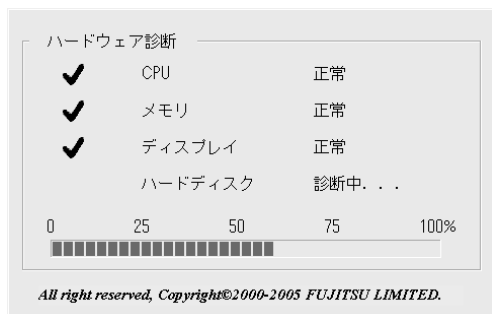 ハードウェア診断
CPU 正常
メモリ 正常
ディスプレイ 正常
ハードディスク 診断中. . .
0 25 50 75 100%
All right reserved, Copyright©2000-2005 FUJITSU LIMITED.